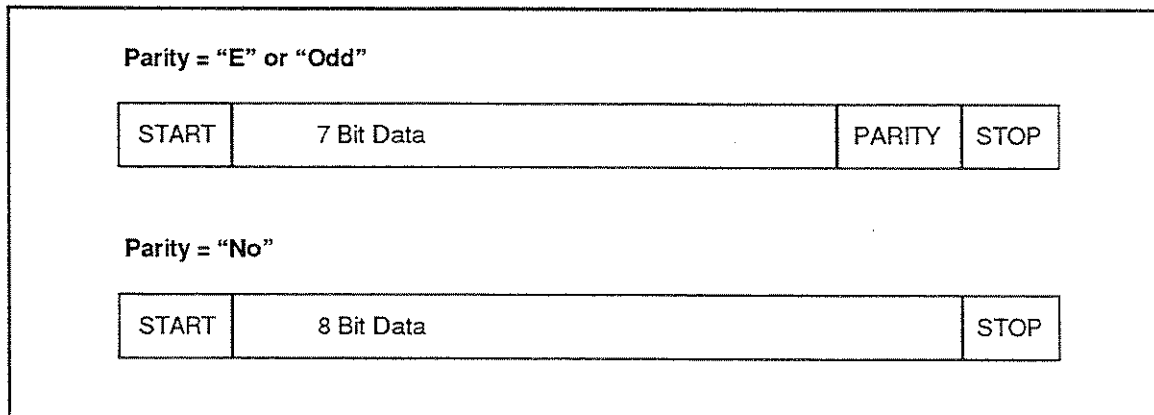 Parity = “E” or “Odd”
START 7 Bit Data PARITY STOP
Parity = “No”
START 8 Bit Data STOP